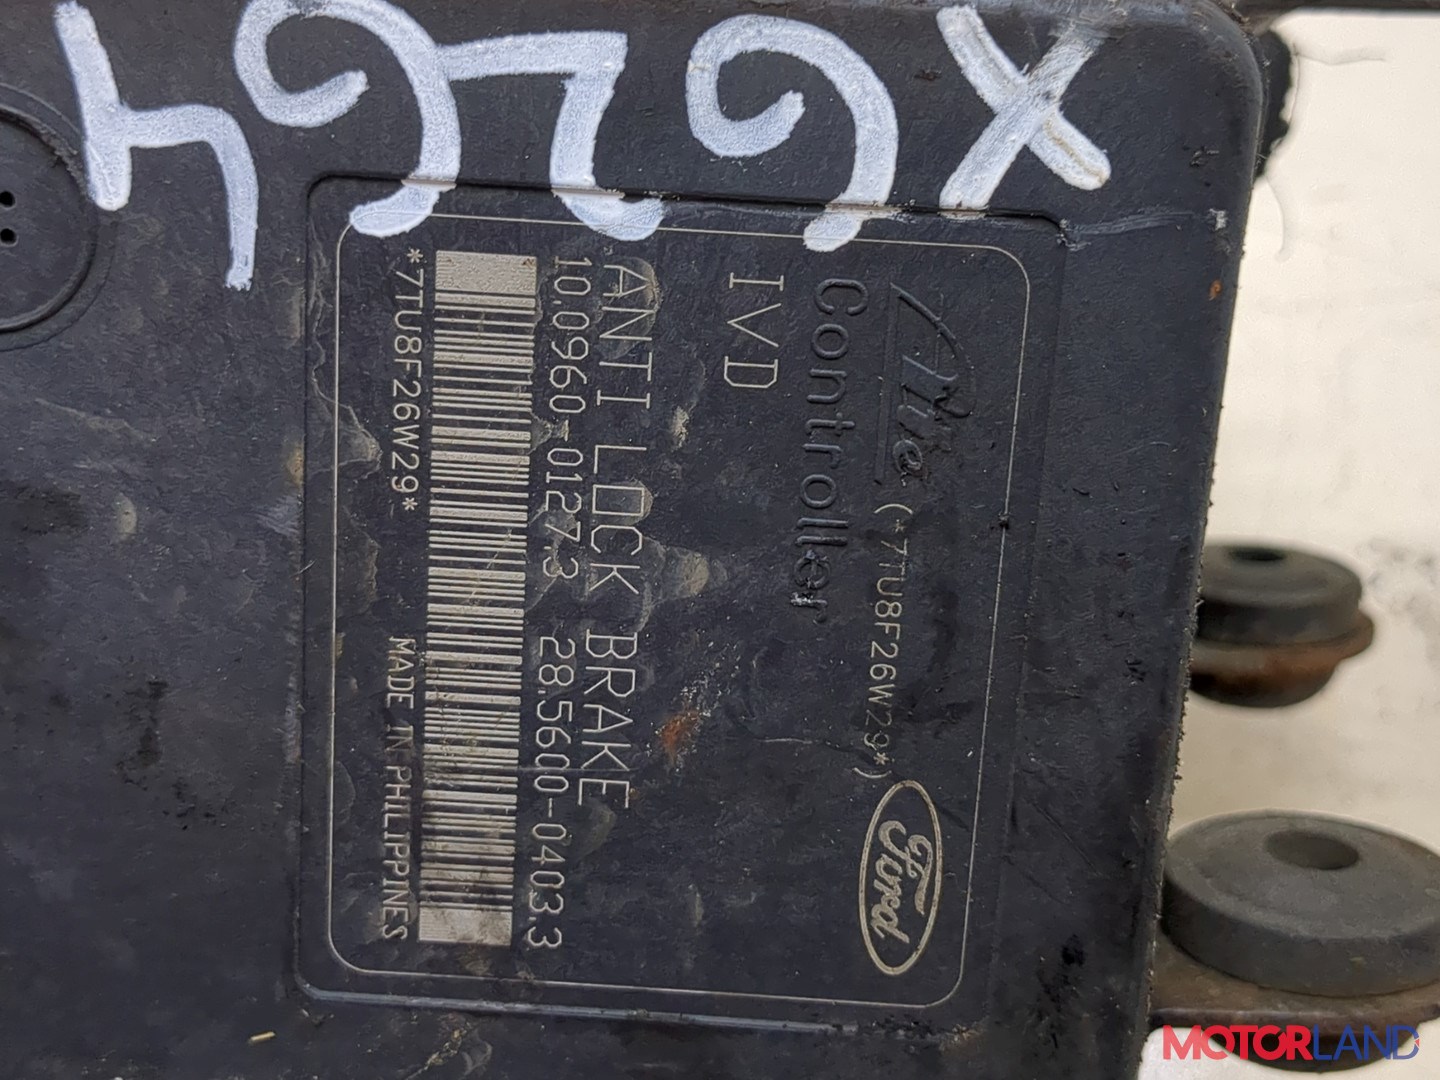 X6264
Ate (*7TU8F26W29*)
Ford
Controller
IVD
ANTI LOCK BRAKE
10.0960-0127.3 28.5600-0403.3
*7TU8F26W29*
MADE IN PHILIPPINES
MOTORLAND